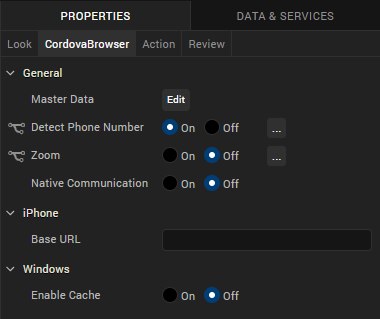 PROPERTIES DATA & SERVICES
Look CordovaBrowser Action Review
General
Master Data Edit
Detect Phone Number On Off ...
Zoom On Off ...
Native Communication On Off
iPhone
Base URL
Windows
Enable Cache On Off